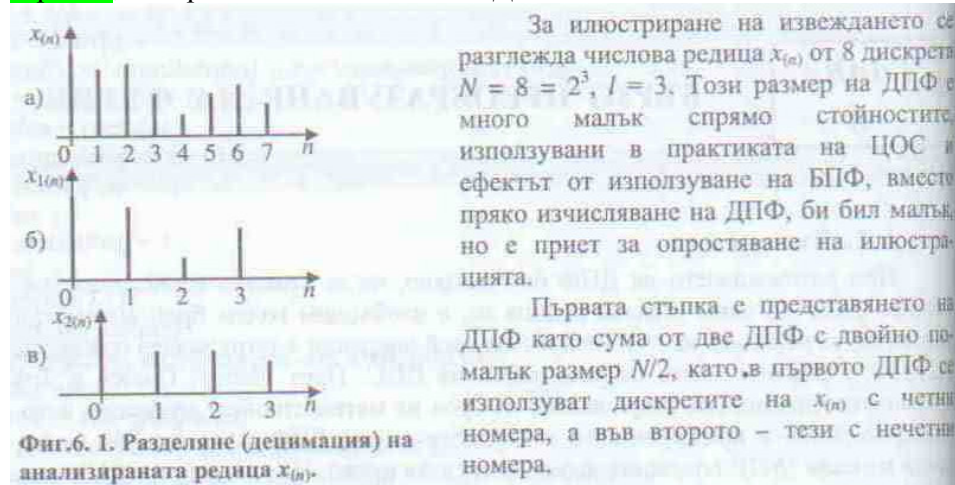 x(n)
а)
0 1 2 3 4 5 6 7 n
x1(n)
б)
0 1 2 3 n
x2(n)
в)
0 1 2 3 n
Фиг.6. 1. Разделяне (децимация) на
анализираната редица x(n).
За илюстриране на извеждането се
разглежда числова редица x(n) от 8 дискрета
N = 8 = 2³, l = 3. Този размер на ДПФ е
много малък спрямо стойностите,
използувани в практиката на ЦОС и
ефектът от използуване на БПФ, вместо
пряко изчисляване на ДПФ, би бил малък,
но е приет за опростяване на илюстра-
цията.
Първата стъпка е представянето на
ДПФ като сума от две ДПФ с двойно по-
малък размер N/2, като в първото ДПФ се
използуват дискретите на x(n) с четни
номера, а във второто – тези с нечетни
номера.